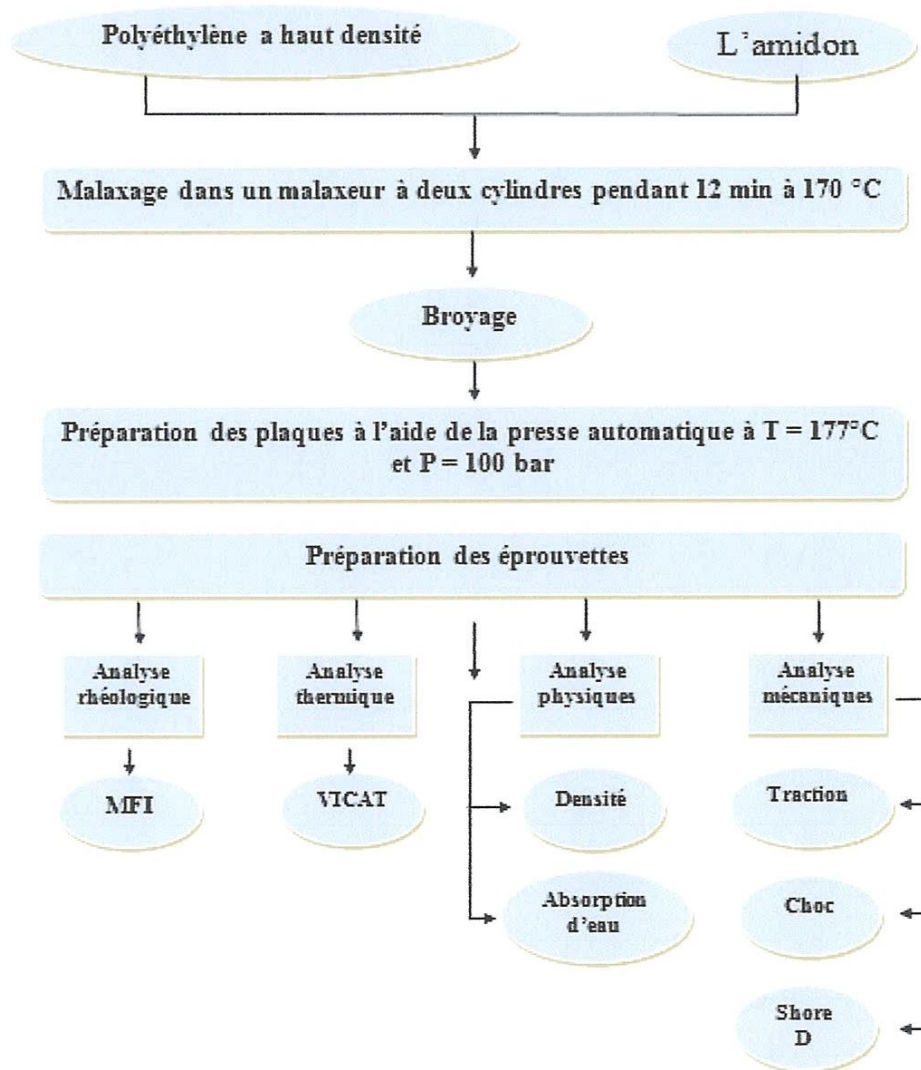 Polyéthylène a haut densité
L'amidon
Malaxage dans un malaxeur à deux cylindres pendant 12 min à 170 °C
Broyage
Préparation des plaques à l'aide de la presse automatique à T = 177°C
et P = 100 bar
Préparation des éprouvettes
Analyse
rhéologique
Analyse
thermique
Analyse
physiques
Analyse
mécaniques
MFI
VICAT
Densité
Traction
Absorption
d'eau
Choc
Shore
D